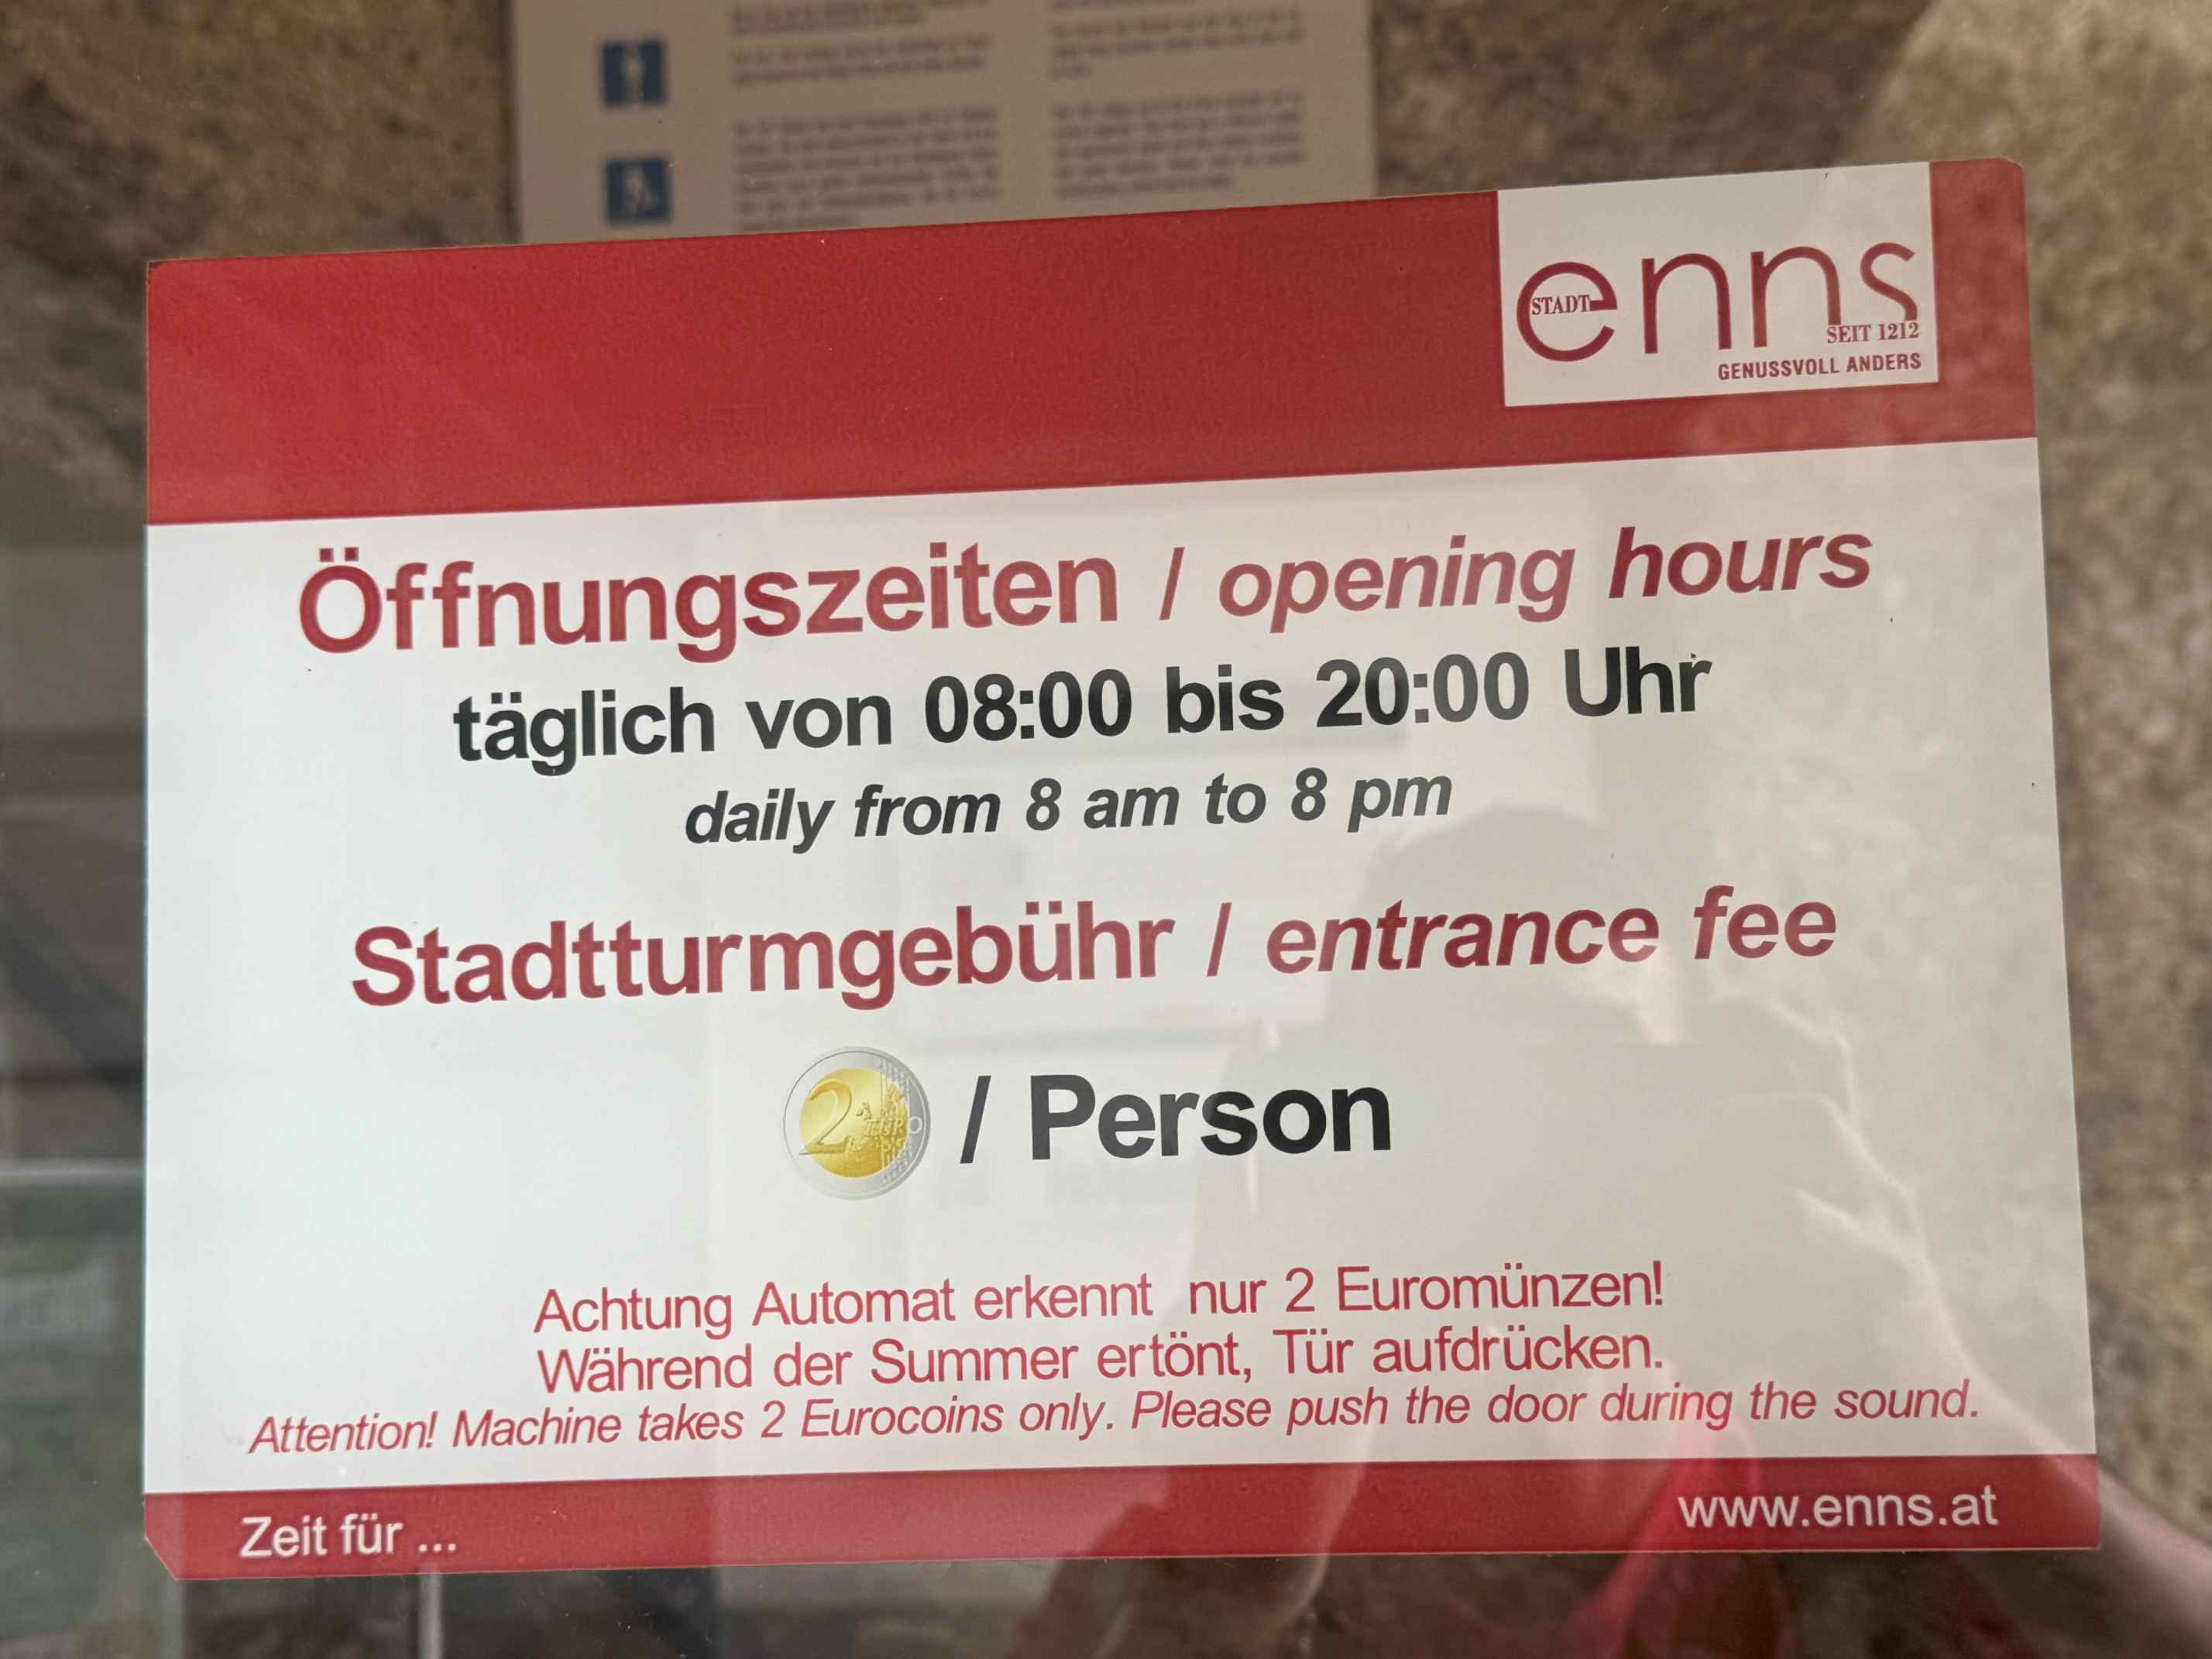 STADT
enns
SEIT 1212
GENUSSVOLL ANDERS
Öffnungszeiten / opening hours
täglich von 08:00 bis 20:00 Uhr
daily from 8 am to 8 pm
Stadtturmgebühr / entrance fee
2 EURO / Person
Achtung Automat erkennt nur 2 Euromünzen!
Während der Summer ertönt, Tür aufdrücken.
Attention! Machine takes 2 Eurocoins only. Please push the door during the sound.
Zeit für ...
www.enns.at